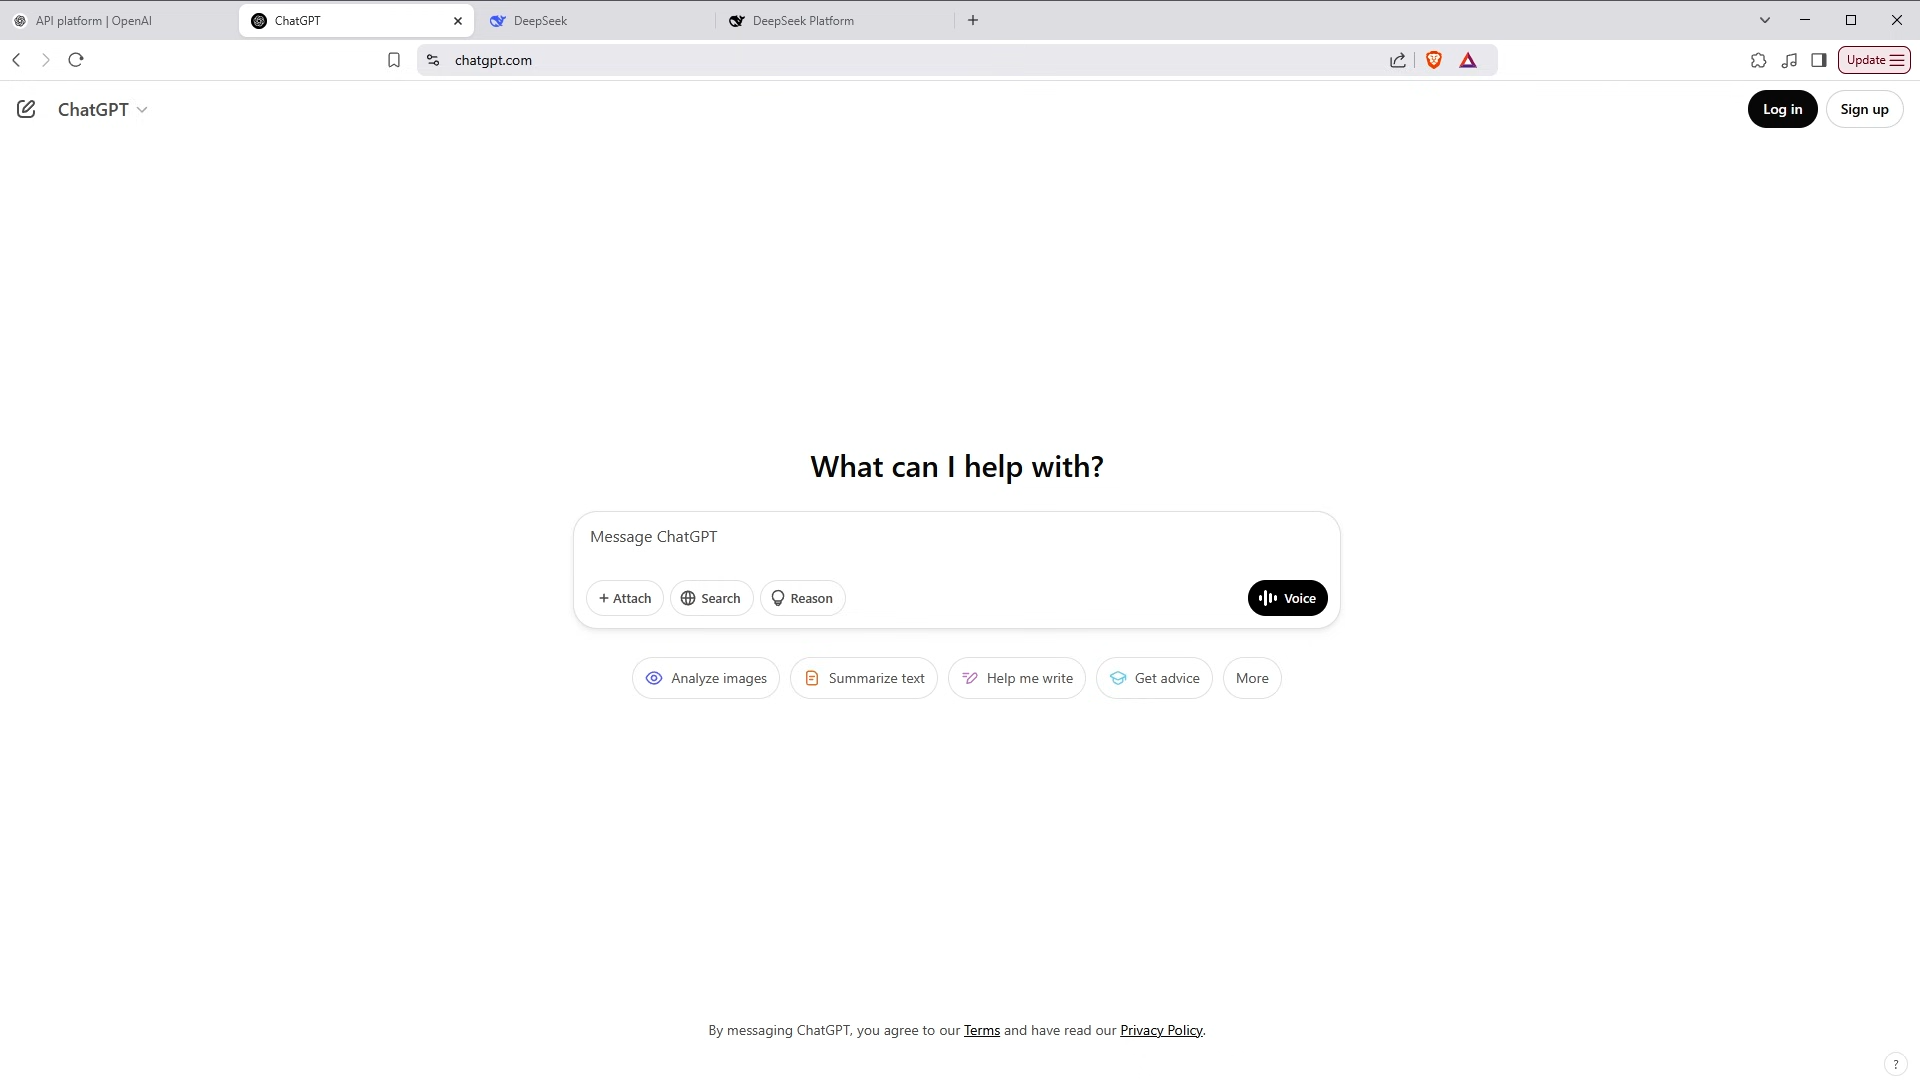 API platform | OpenAI
ChatGPT
DeepSeek
DeepSeek Platform
chatgpt.com
Update
ChatGPT
Log in
Sign up
What can I help with?
Message ChatGPT
+ Attach
Search
Reason
Voice
Analyze images
Summarize text
Help me write
Get advice
More
By messaging ChatGPT, you agree to our Terms and have read our Privacy Policy.
?